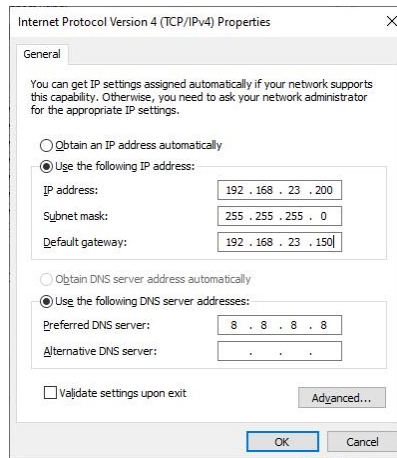 Internet Protocol Version 4 (TCP/IPv4) Properties
General
You can get IP settings assigned automatically if your network supports
this capability. Otherwise, you need to ask your network administrator
for the appropriate IP settings.
Obtain an IP address automatically
Use the following IP address:
IP address: 192 . 168 . 23 . 200
Subnet mask: 255 . 255 . 255 . 0
Default gateway: 192 . 168 . 23 . 150
Obtain DNS server address automatically
Use the following DNS server addresses:
Preferred DNS server: 8 . 8 . 8 . 8
Alternative DNS server: . . .
Validate settings upon exit
Advanced...
OK Cancel